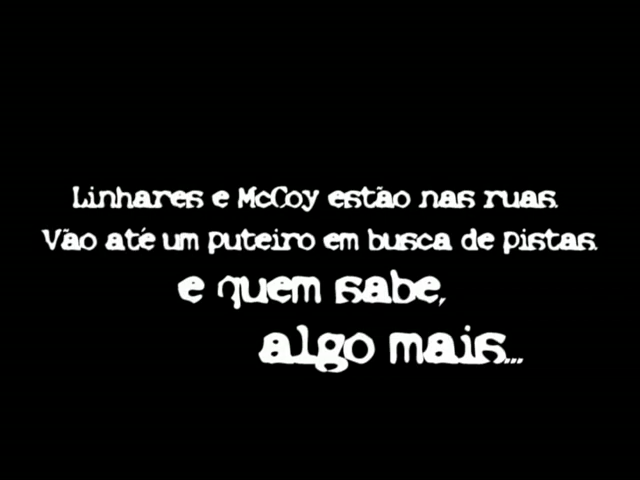 Linhares e McCoy estão nas ruas.
Vão até um puteiro em busca de pistas.
e quem sabe,
algo mais...